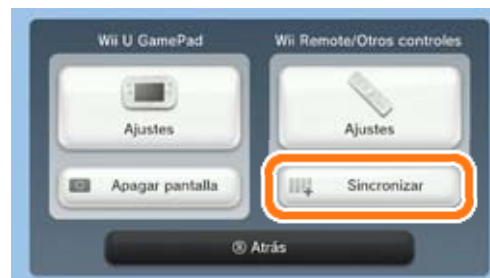 Wii U GamePad
Wii Remote/Otros controles
Ajustes
Ajustes
Apagar pantalla
Sincronizar
Ⓑ Atrás